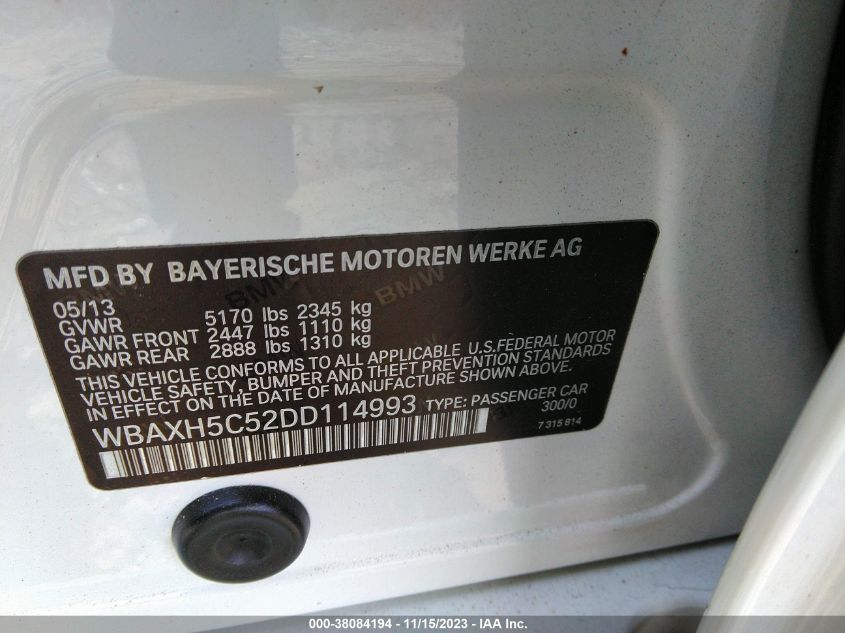 MFD BY BAYERISCHE MOTOREN WERKE AG
05/13
GVWR 5170 lbs 2345 kg
GAWR FRONT 2447 lbs 1110 kg
GAWR REAR 2888 lbs 1310 kg
THIS VEHICLE CONFORMS TO ALL APPLICABLE U.S.FEDERAL MOTOR
VEHICLE SAFETY, BUMPER AND THEFT PREVENTION STANDARDS
IN EFFECT ON THE DATE OF MANUFACTURE SHOWN ABOVE.
WBAXH5C52DD114993 TYPE: PASSENGER CAR
300/0
7 315 814
BMW
BMW
000-38084194 - 11/15/2023 - IAA Inc.